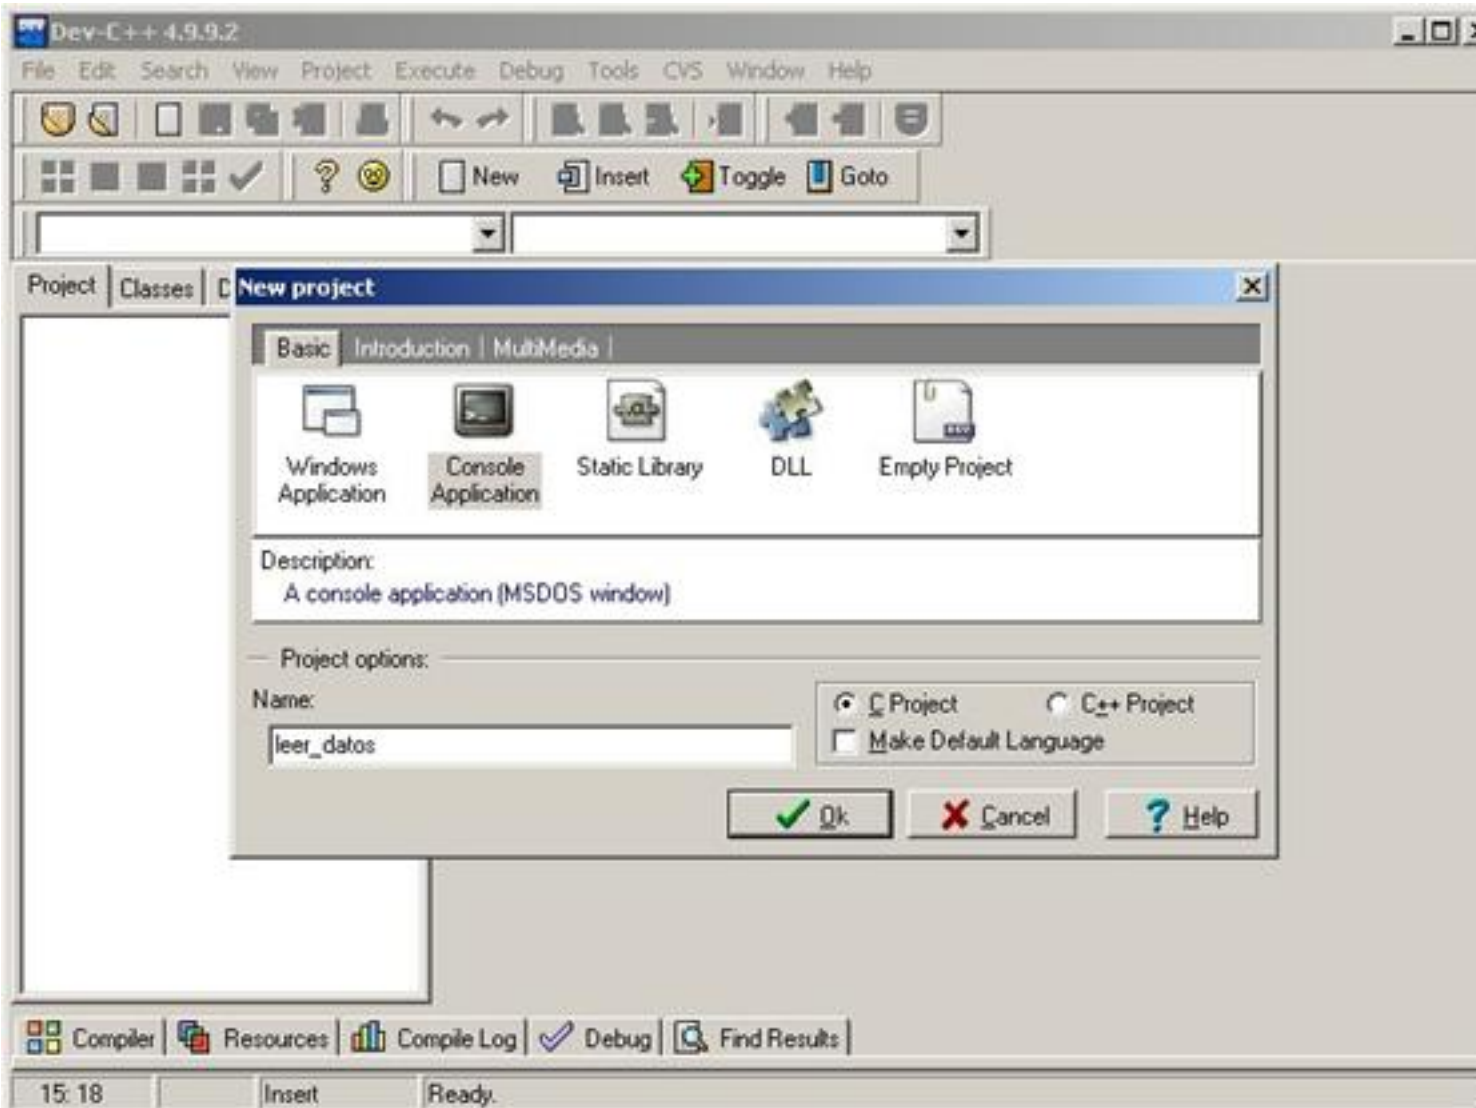 Dev-C++ 4.9.9.2
File Edit Search View Project Execute Debug Tools CVS Window Help
New Insert Toggle Goto
Project Classes D
New project
Basic Introduction MultiMedia
Windows Application
Console Application
Static Library
DLL
Empty Project
Description:
A console application (MSDOS window)
Project options:
Name:
C Project C++ Project
leer_datos
Make Default Language
Ok Cancel Help
Compiler Resources Compile Log Debug Find Results
15: 18 Insert Ready.